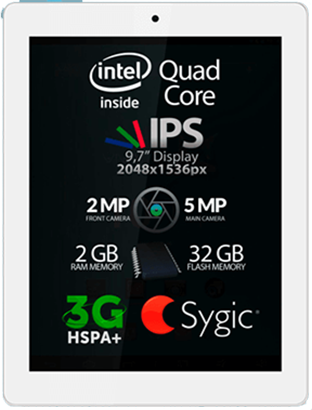 intel
inside
Quad
Core
IPS
9,7" Display
2048x1536px
2 MP
FRONT CAMERA
5 MP
MAIN CAMERA
2 GB
RAM MEMORY
32 GB
FLASH MEMORY
3G
HSPA+
Sygic